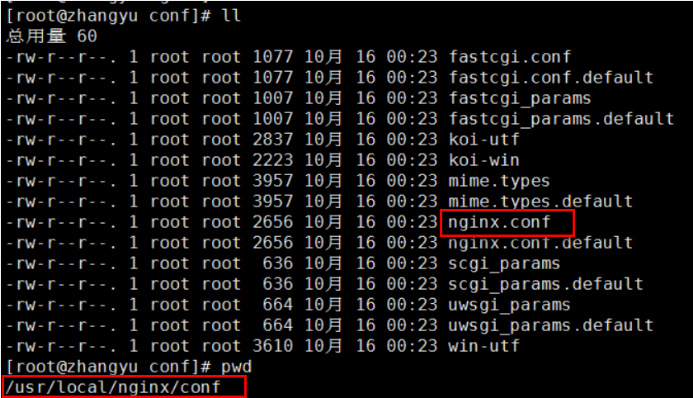 [root@zhangyu conf]# ll
总用量 60
-rw-r--r--. 1 root root 1077 10月 16 00:23 fastcgi.conf
-rw-r--r--. 1 root root 1077 10月 16 00:23 fastcgi.conf.default
-rw-r--r--. 1 root root 1007 10月 16 00:23 fastcgi_params
-rw-r--r--. 1 root root 1007 10月 16 00:23 fastcgi_params.default
-rw-r--r--. 1 root root 2837 10月 16 00:23 koi-utf
-rw-r--r--. 1 root root 2223 10月 16 00:23 koi-win
-rw-r--r--. 1 root root 3957 10月 16 00:23 mime.types
-rw-r--r--. 1 root root 3957 10月 16 00:23 mime.types.default
-rw-r--r--. 1 root root 2656 10月 16 00:23 nginx.conf
-rw-r--r--. 1 root root 2656 10月 16 00:23 nginx.conf.default
-rw-r--r--. 1 root root  636 10月 16 00:23 scgi_params
-rw-r--r--. 1 root root  636 10月 16 00:23 scgi_params.default
-rw-r--r--. 1 root root  664 10月 16 00:23 uwsgi_params
-rw-r--r--. 1 root root  664 10月 16 00:23 uwsgi_params.default
-rw-r--r--. 1 root root 3610 10月 16 00:23 win-utf
[root@zhangyu conf]# pwd
/usr/local/nginx/conf